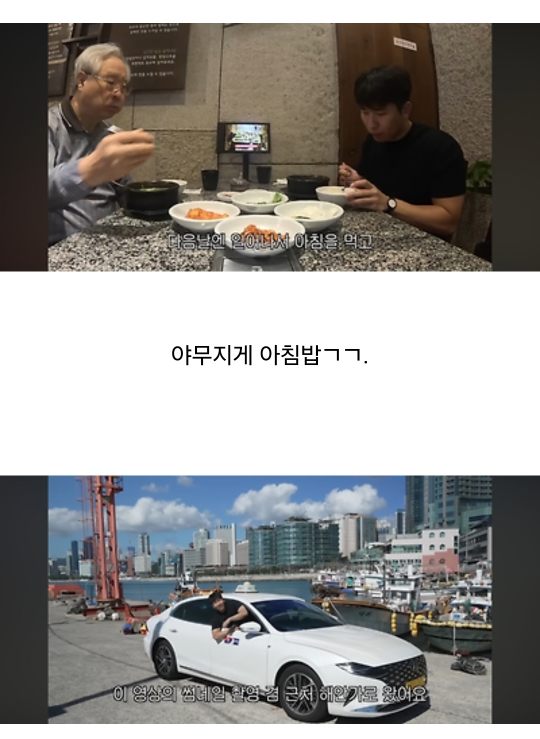 다음날엔 일어나서 아침을 먹고
야무지게 아침밥ㄱㄱ.
이 영상의 썸네일 촬영 겸 근처 해안가로 왔어요